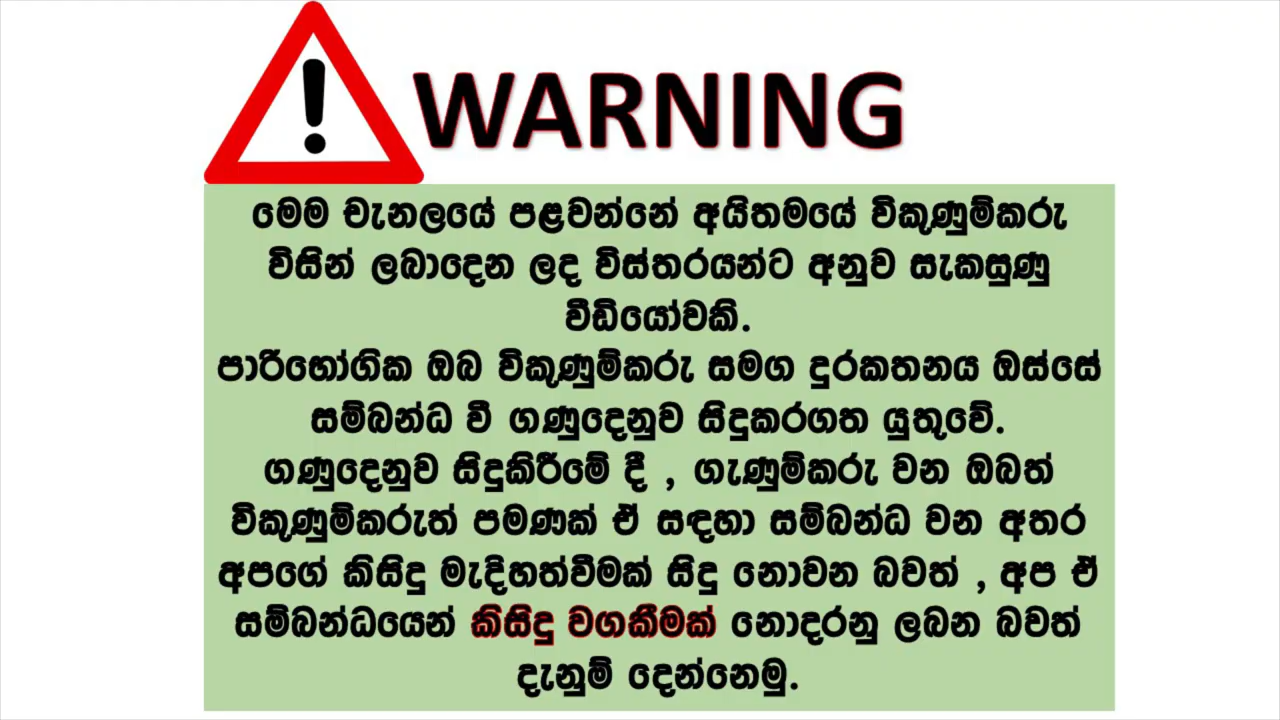 WARNING
මෙම චැනලයේ පළවන්නේ අයිතමයේ විකුණුම්කරු
විසින් ලබාදෙන ලද විස්තරයන්ට අනුව සැකසුණු
වීඩියෝවකි.
පාරිභෝගික ඔබ විකුණුම්කරු සමග දුරකතනය ඔස්සේ
සම්බන්ධ වී ගණුදෙනුව සිදුකරගත යුතුවේ.
ගණුදෙනුව සිදුකිරීමේ දී , ගැණුම්කරු වන ඔබත්
විකුණුම්කරුත් පමණක් ඒ සඳහා සම්බන්ධ වන අතර
අපගේ කිසිදු මැදිහත්වීමක් සිදු නොවන බවත් , අප ඒ
සම්බන්ධයෙන් කිසිදු වගකීමක් නොදරනු ලබන බවත්
දැනුම් දෙන්නෙමු.